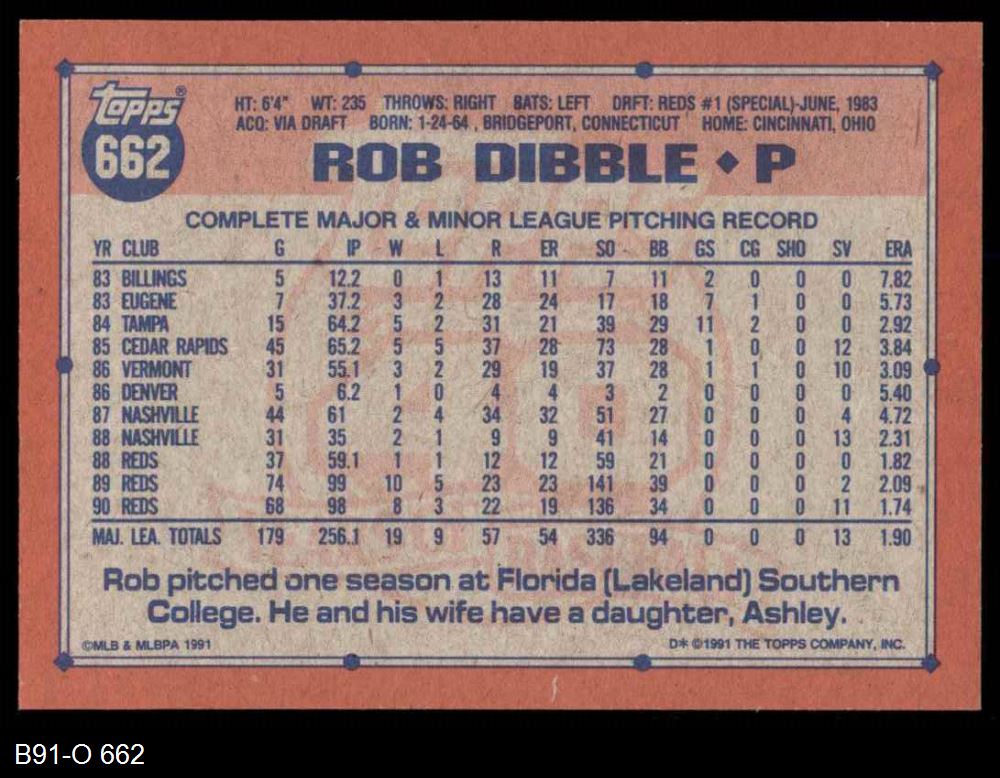 Topps®
662
HT: 6'4" WT: 235 THROWS: RIGHT BATS: LEFT DRFT: REDS #1 (SPECIAL)-JUNE, 1983
ACQ: VIA DRAFT BORN: 1-24-64 , BRIDGEPORT, CONNECTICUT HOME: CINCINNATI, OHIO
ROB DIBBLE ◆ P
COMPLETE MAJOR & MINOR LEAGUE PITCHING RECORD
YR CLUB G IP W L R ER SO BB GS CG SHO SV ERA
83 BILLINGS 5 12.2 0 1 13 11 7 11 2 0 0 0 7.82
83 EUGENE 7 37.2 3 2 28 24 17 18 7 1 0 0 5.73
84 TAMPA 15 64.2 5 2 31 21 39 29 11 2 0 0 2.92
85 CEDAR RAPIDS 45 65.2 5 5 37 28 73 28 1 0 0 12 3.84
86 VERMONT 31 55.1 3 2 29 19 37 28 1 1 0 10 3.09
86 DENVER 5 6.2 1 0 4 4 3 2 0 0 0 0 5.40
87 NASHVILLE 44 61 2 4 34 32 51 27 0 0 0 4 4.72
88 NASHVILLE 31 35 2 1 9 9 41 14 0 0 0 13 2.31
88 REDS 37 59.1 1 1 12 12 59 21 0 0 0 0 1.82
89 REDS 74 99 10 5 23 23 141 39 0 0 0 2 2.09
90 REDS 68 98 8 3 22 19 136 34 0 0 0 11 1.74
MAJ. LEA. TOTALS 179 256.1 19 9 57 54 336 94 0 0 0 13 1.90
Rob pitched one season at Florida (Lakeland) Southern
College. He and his wife have a daughter, Ashley.
©MLB & MLBPA 1991 D* ©1991 THE TOPPS COMPANY, INC.
B91-O 662